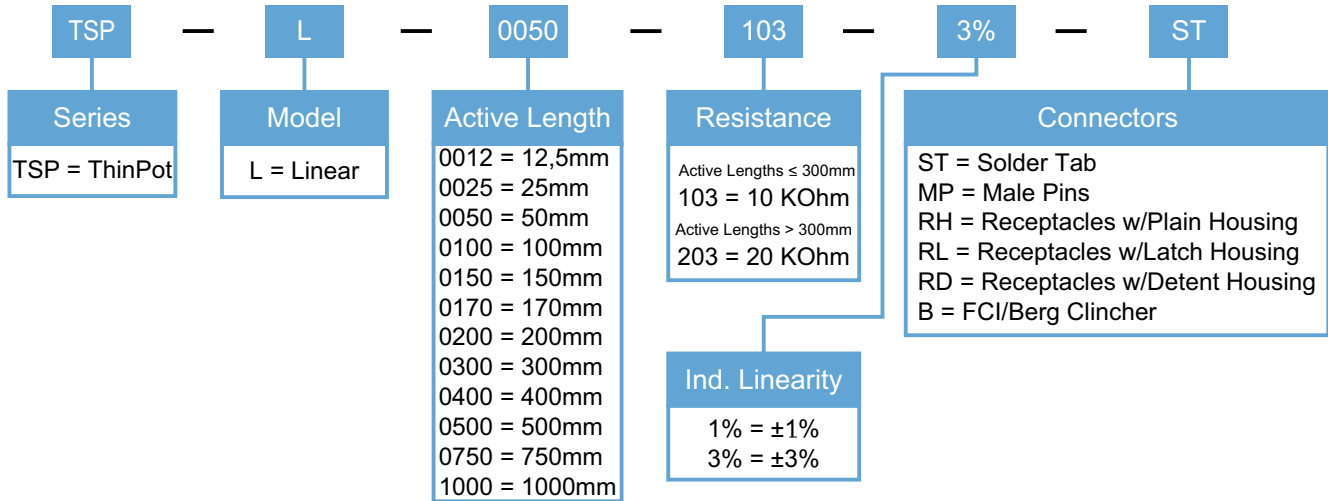 TSP — L — 0050 — 103 — 3% — ST
Series
TSP = ThinPot
Model
L = Linear
Active Length
0012 = 12,5mm
0025 = 25mm
0050 = 50mm
0100 = 100mm
0150 = 150mm
0170 = 170mm
0200 = 200mm
0300 = 300mm
0400 = 400mm
0500 = 500mm
0750 = 750mm
1000 = 1000mm
Resistance
Active Lengths ≤ 300mm
103 = 10 KOhm
Active Lengths > 300mm
203 = 20 KOhm
Ind. Linearity
1% = ±1%
3% = ±3%
Connectors
ST = Solder Tab
MP = Male Pins
RH = Receptacles w/Plain Housing
RL = Receptacles w/Latch Housing
RD = Receptacles w/Detent Housing
B = FCI/Berg Clincher